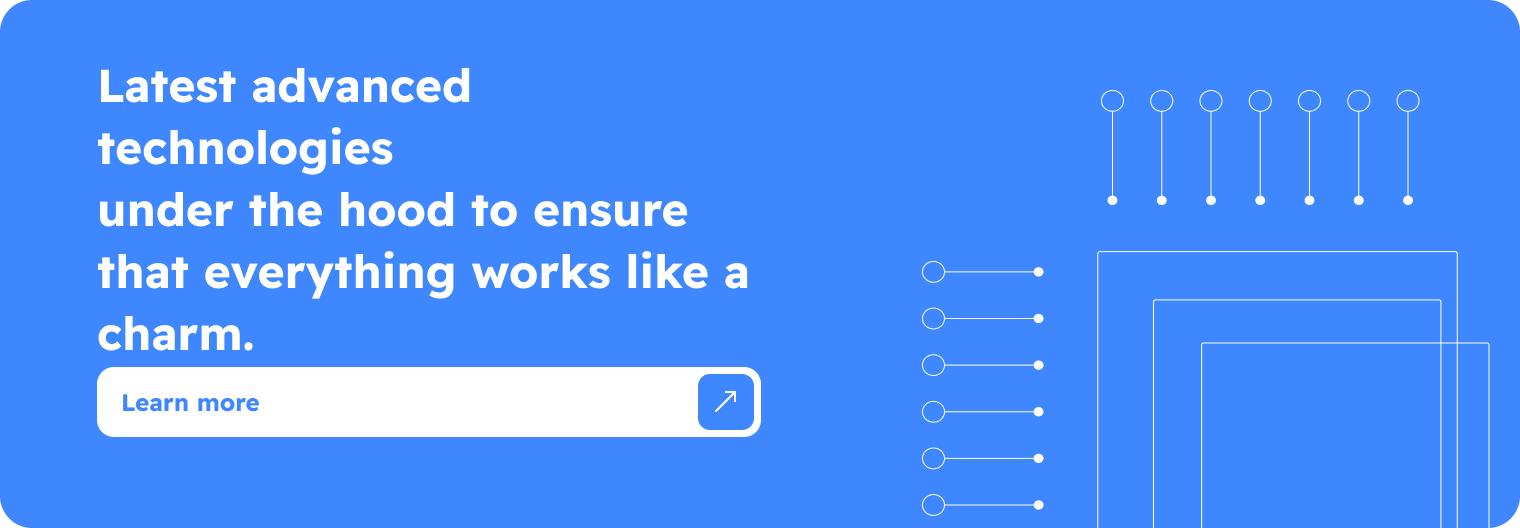 Latest advanced
technologies
under the hood to ensure
that everything works like a
charm.
Learn more